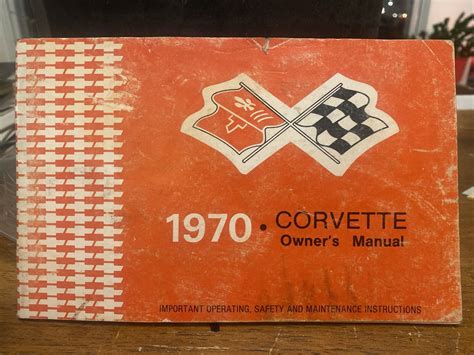 1970 • CORVETTE
Owner's Manual
IMPORTANT OPERATING, SAFETY AND MAINTENANCE INSTRUCTIONS